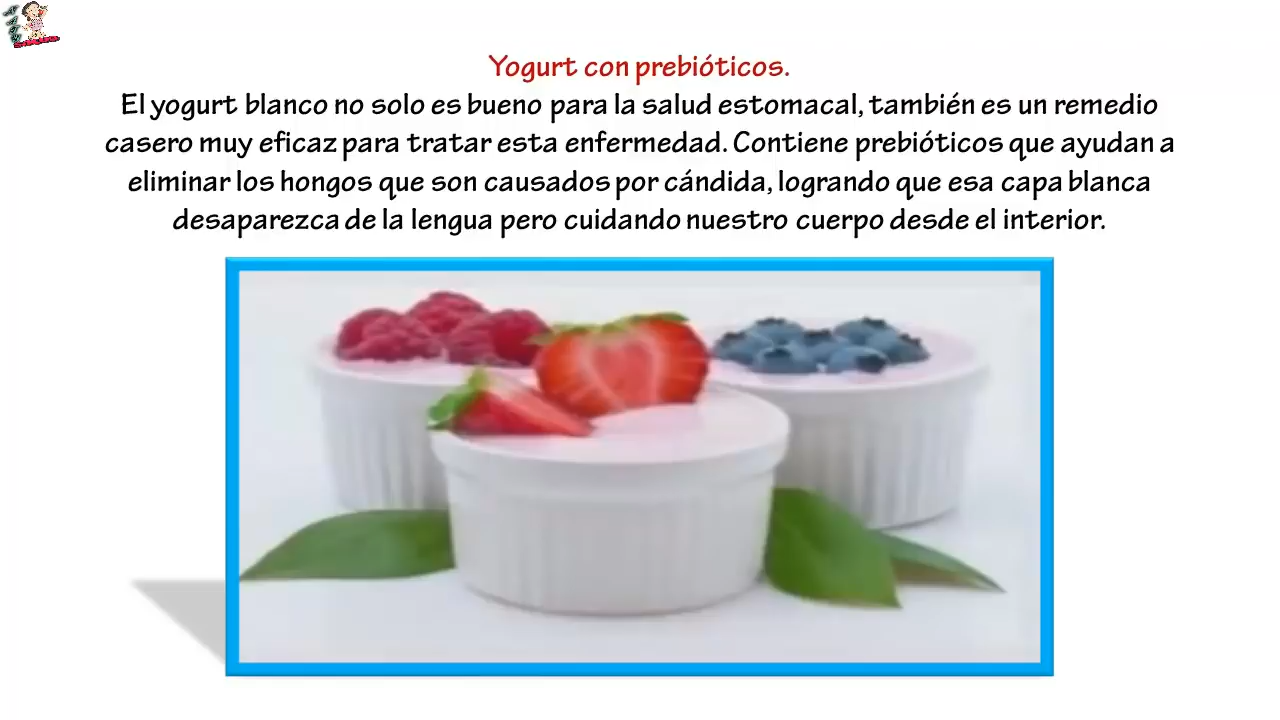 Yogurt con prebióticos.
El yogurt blanco no solo es bueno para la salud estomacal, también es un remedio
casero muy eficaz para tratar esta enfermedad. Contiene prebióticos que ayudan a
eliminar los hongos que son causados por cándida, logrando que esa capa blanca
desaparezca de la lengua pero cuidando nuestro cuerpo desde el interior.